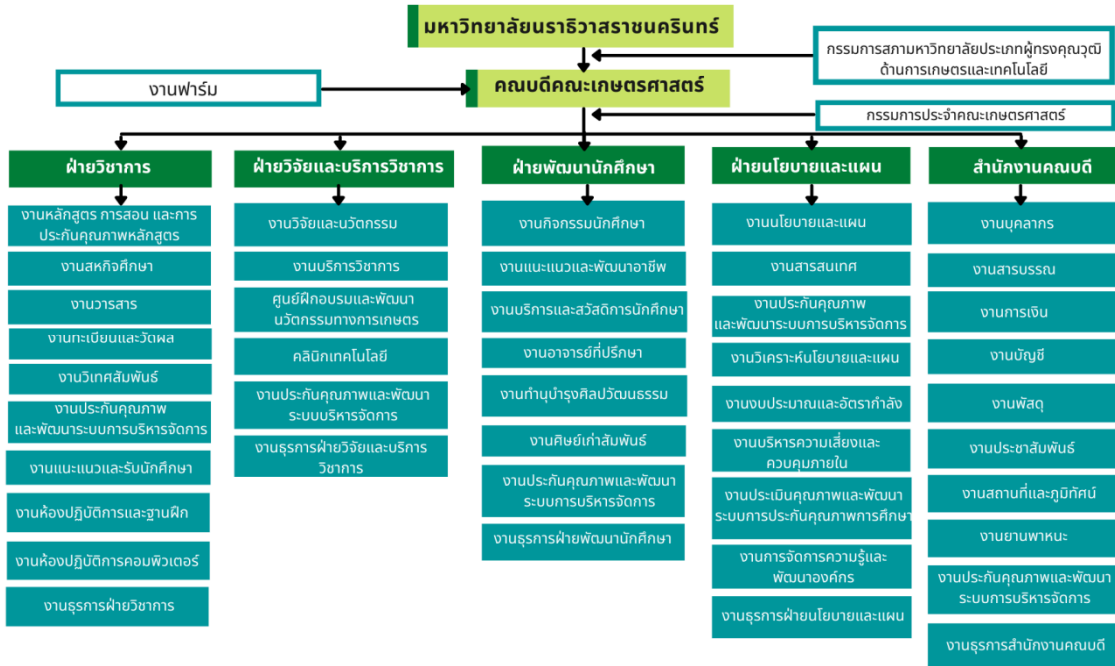 มหาวิทยาลัยนราธิวาสราชนครินทร์
กรรมการสภามหาวิทยาลัยประเภทผู้ทรงคุณวุฒิ
ด้านการเกษตรและเทคโนโลยี
งานฟาร์ม
คณบดีคณะเกษตรศาสตร์
กรรมการประจำคณะเกษตรศาสตร์
ฝ่ายวิชาการ
งานหลักสูตร การสอน และการ
ประกันคุณภาพหลักสูตร
งานสหกิจศึกษา
งานวารสาร
งานทะเบียนและวัดผล
งานวิเทศสัมพันธ์
งานประกันคุณภาพ
และพัฒนาระบบการบริหารจัดการ
งานแนะแนวและรับนักศึกษา
งานห้องปฏิบัติการและฐานฝึก
งานห้องปฏิบัติการคอมพิวเตอร์
งานธุรการฝ่ายวิชาการ
ฝ่ายวิจัยและบริการวิชาการ
งานวิจัยและนวัตกรรม
งานบริการวิชาการ
ศูนย์ฝึกอบรมและพัฒนา
นวัตกรรมทางการเกษตร
คลินิกเทคโนโลยี
งานประกันคุณภาพและพัฒนา
ระบบบริหารจัดการ
งานธุรการฝ่ายวิจัยและบริการ
วิชาการ
ฝ่ายพัฒนานักศึกษา
งานกิจกรรมนักศึกษา
งานแนะแนวและพัฒนาอาชีพ
งานบริการและสวัสดิการนักศึกษา
งานอาจารย์ที่ปรึกษา
งานทำนุบำรุงศิลปวัฒนธรรม
งานศิษย์เก่าสัมพันธ์
งานประกันคุณภาพและพัฒนา
ระบบการบริหารจัดการ
งานธุรการฝ่ายพัฒนานักศึกษา
ฝ่ายนโยบายและแผน
งานนโยบายและแผน
งานสารสนเทศ
งานประกันคุณภาพ
และพัฒนาระบบการบริหารจัดการ
งานวิเคราะห์นโยบายและแผน
งานงบประมาณและอัตรากำลัง
งานบริหารความเสี่ยงและ
ควบคุมภายใน
งานประเมินคุณภาพและพัฒนา
ระบบการประกันคุณภาพการศึกษา
งานการจัดการความรู้และ
พัฒนาองค์กร
งานธุรการฝ่ายนโยบายและแผน
สำนักงานคณบดี
งานบุคลากร
งานสารบรรณ
งานการเงิน
งานบัญชี
งานพัสดุ
งานประชาสัมพันธ์
งานสถานที่และภูมิทัศน์
งานยานพาหนะ
งานประกันคุณภาพและพัฒนา
ระบบการบริหารจัดการ
งานธุรการสำนักงานคณบดี